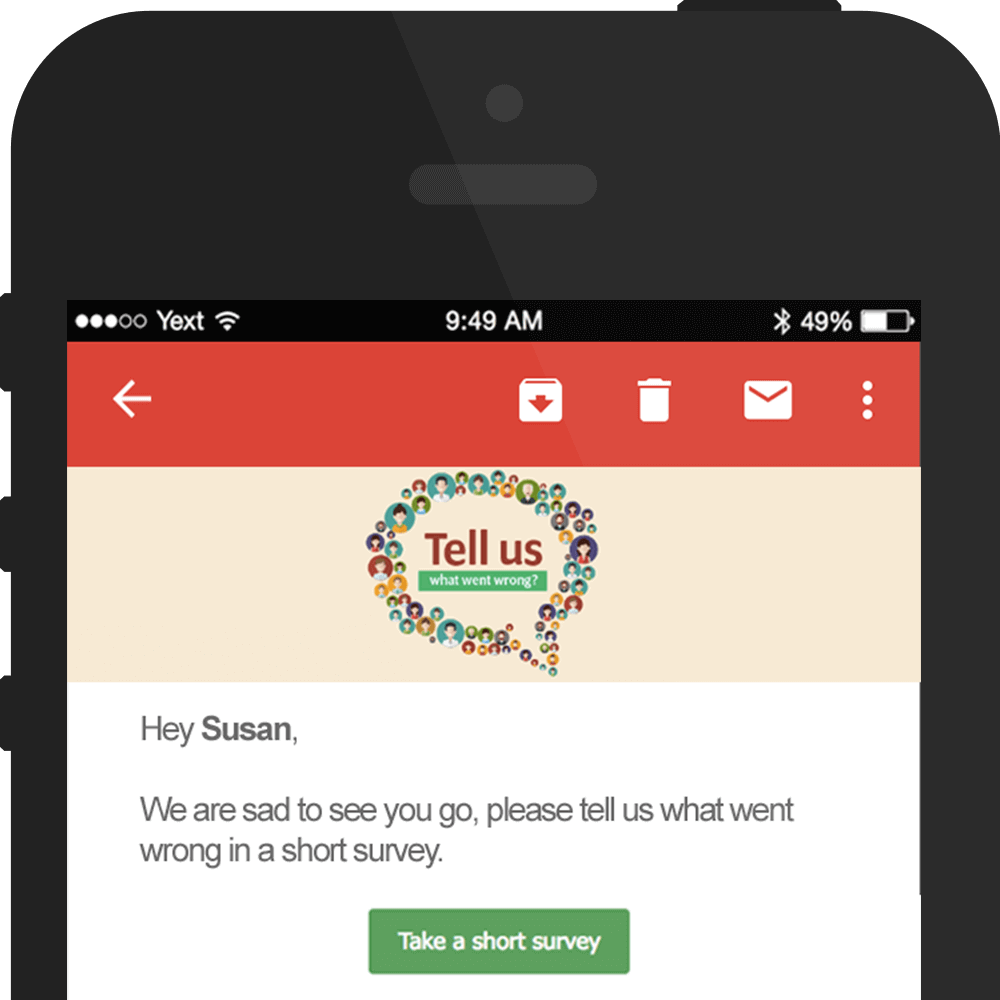 Yext 9:49 AM 49%
Tell us
what went wrong?
Hey Susan,
We are sad to see you go, please tell us what went
wrong in a short survey.
Take a short survey